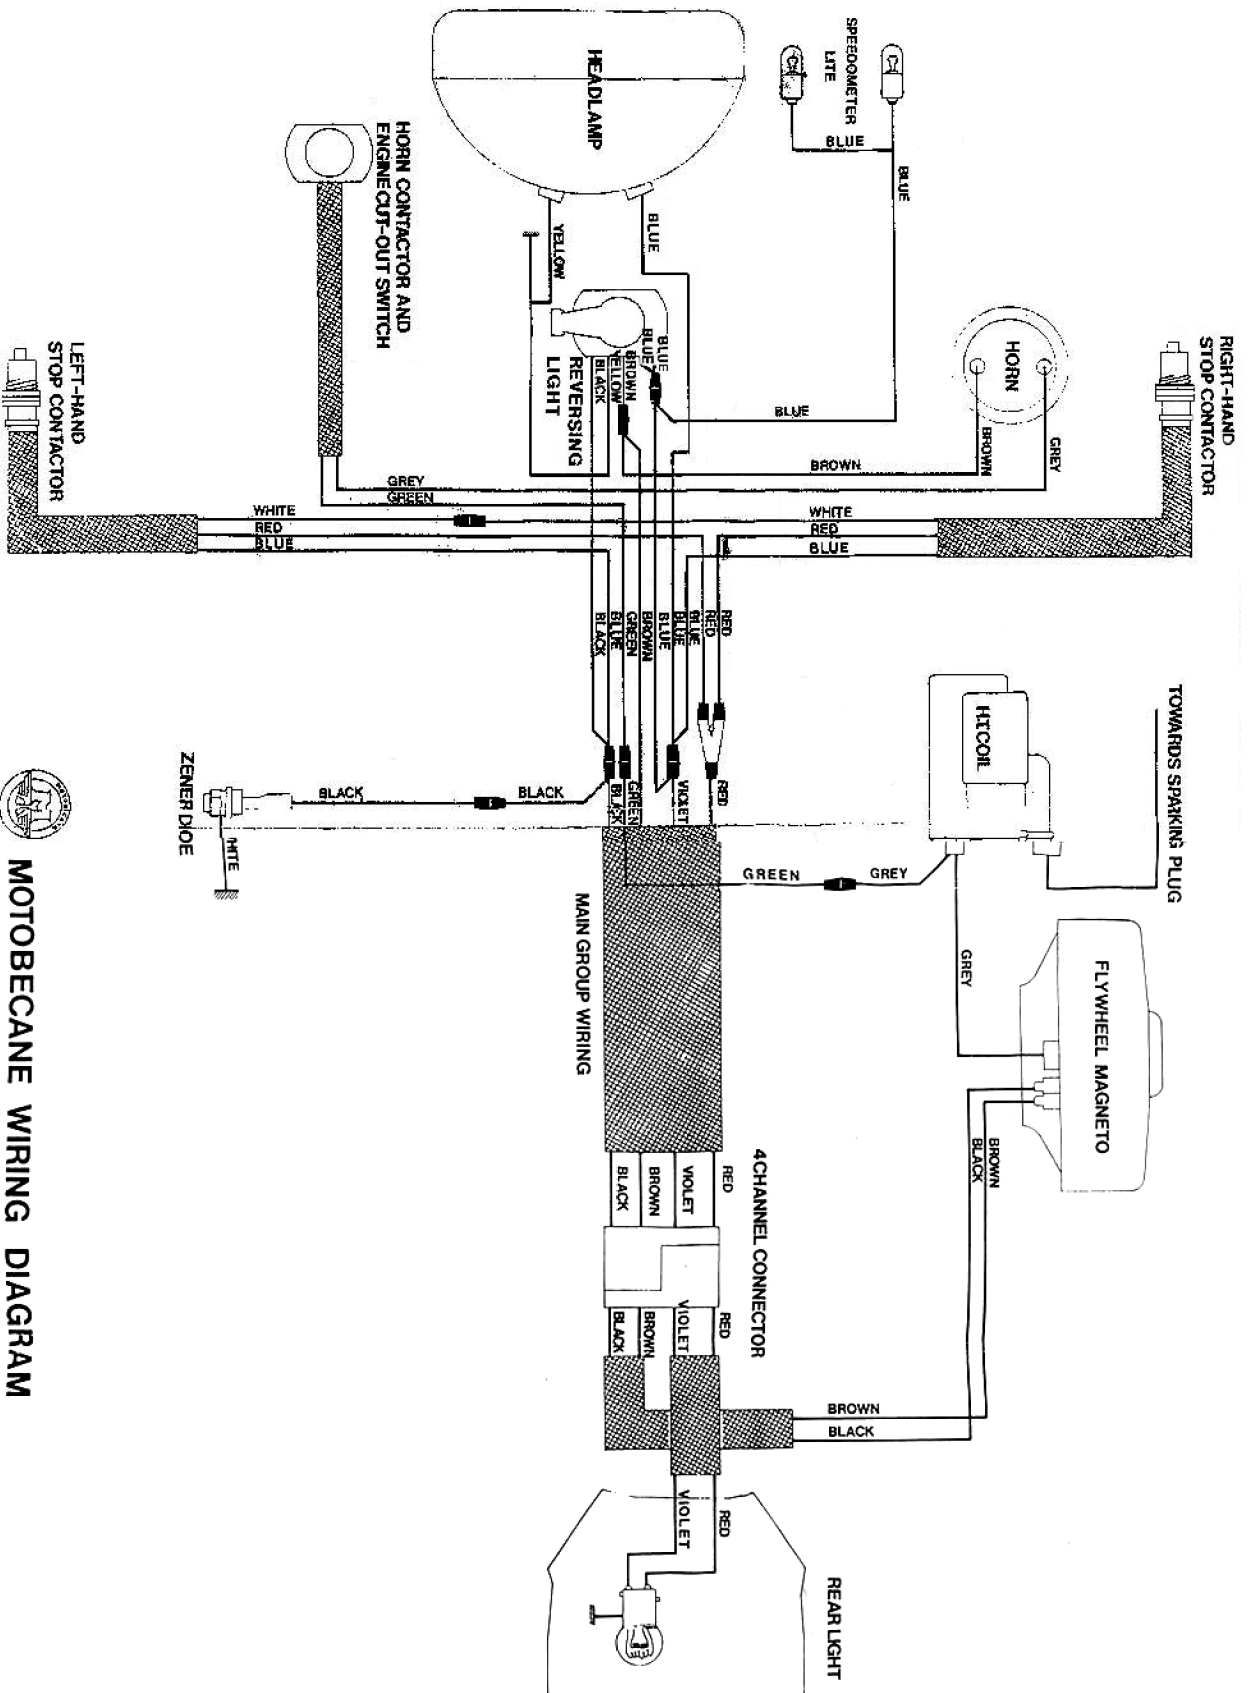 SPEEDOMETER
LITE
BLUE
BLUE
HEADLAMP
HORN CONTACTOR AND
ENGINE CUT-OUT SWITCH
BLUE
YELLOW
REVERSING
LIGHT
BLUE
BLUE
BROWN
YELLOW
BLACK
BLUE
HORN
BROWN
GREY
BROWN
RIGHT-HAND
STOP CONTACTOR
LEFT-HAND
STOP CONTACTOR
GREY
GREEN
WHITE
RED
BLUE
WHITE
RED
BLUE
RED
RED
BLUE
BLUE
BLUE
BROWN
GREEN
BLUE
BLACK
TOWARDS SPARKING PLUG
H.T.COIL
ZENER DIOE
BLACK
BLACK
HITE
RED
VIOLET
GREEN
BLACK
GREEN
GREY
GREY
FLYWHEEL MAGNETO
BROWN
BLACK
MAIN GROUP WIRING
4CHANNEL CONNECTOR
RED
VIOLET
BROWN
BLACK
RED
VIOLET
BROWN
BLACK
BROWN
BLACK
RED
VIOLET
REAR LIGHT
MOTOBECANE WIRING DIAGRAM